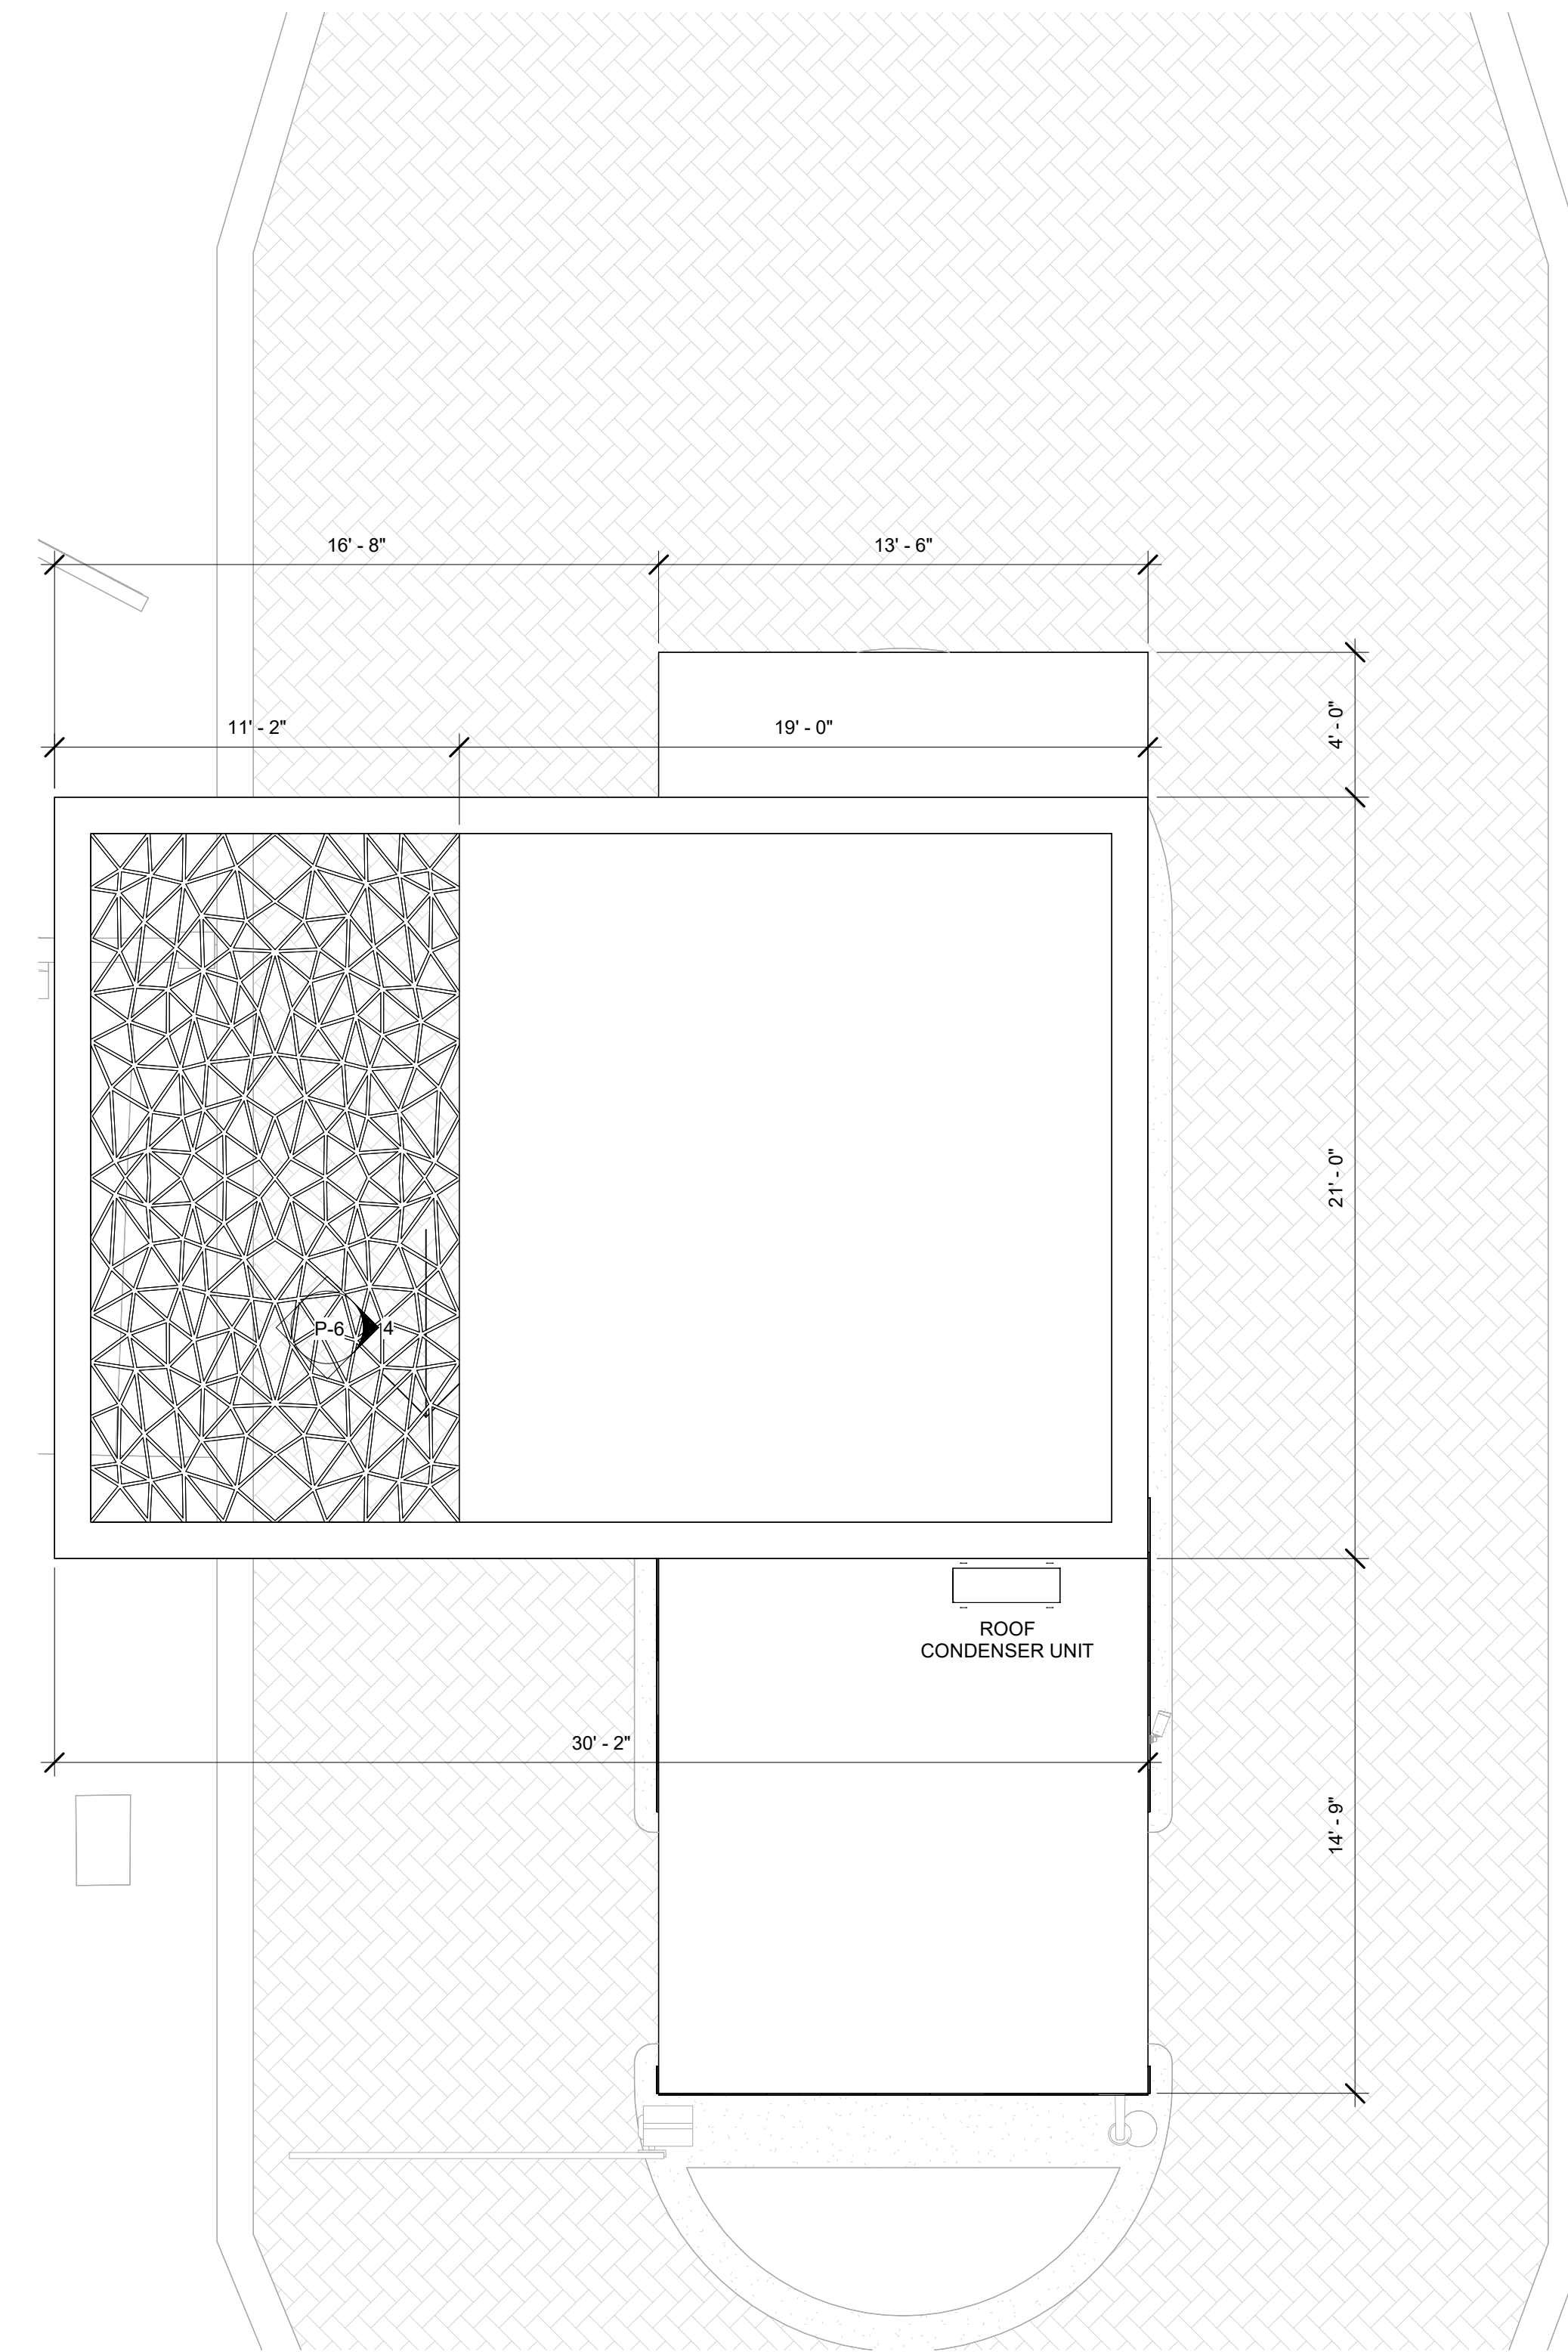 16' - 8"
13' - 6"
11' - 2"
19' - 0"
4' - 0"
21' - 0"
P-6
4
ROOF
CONDENSER UNIT
30' - 2"
14' - 9"